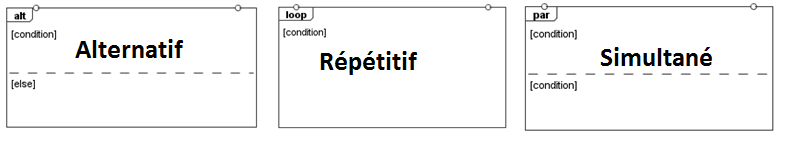 alt
[condition]
Alternatif
[else]
loop
[condition]
Répétitif
par
[condition]
Simultané
[condition]